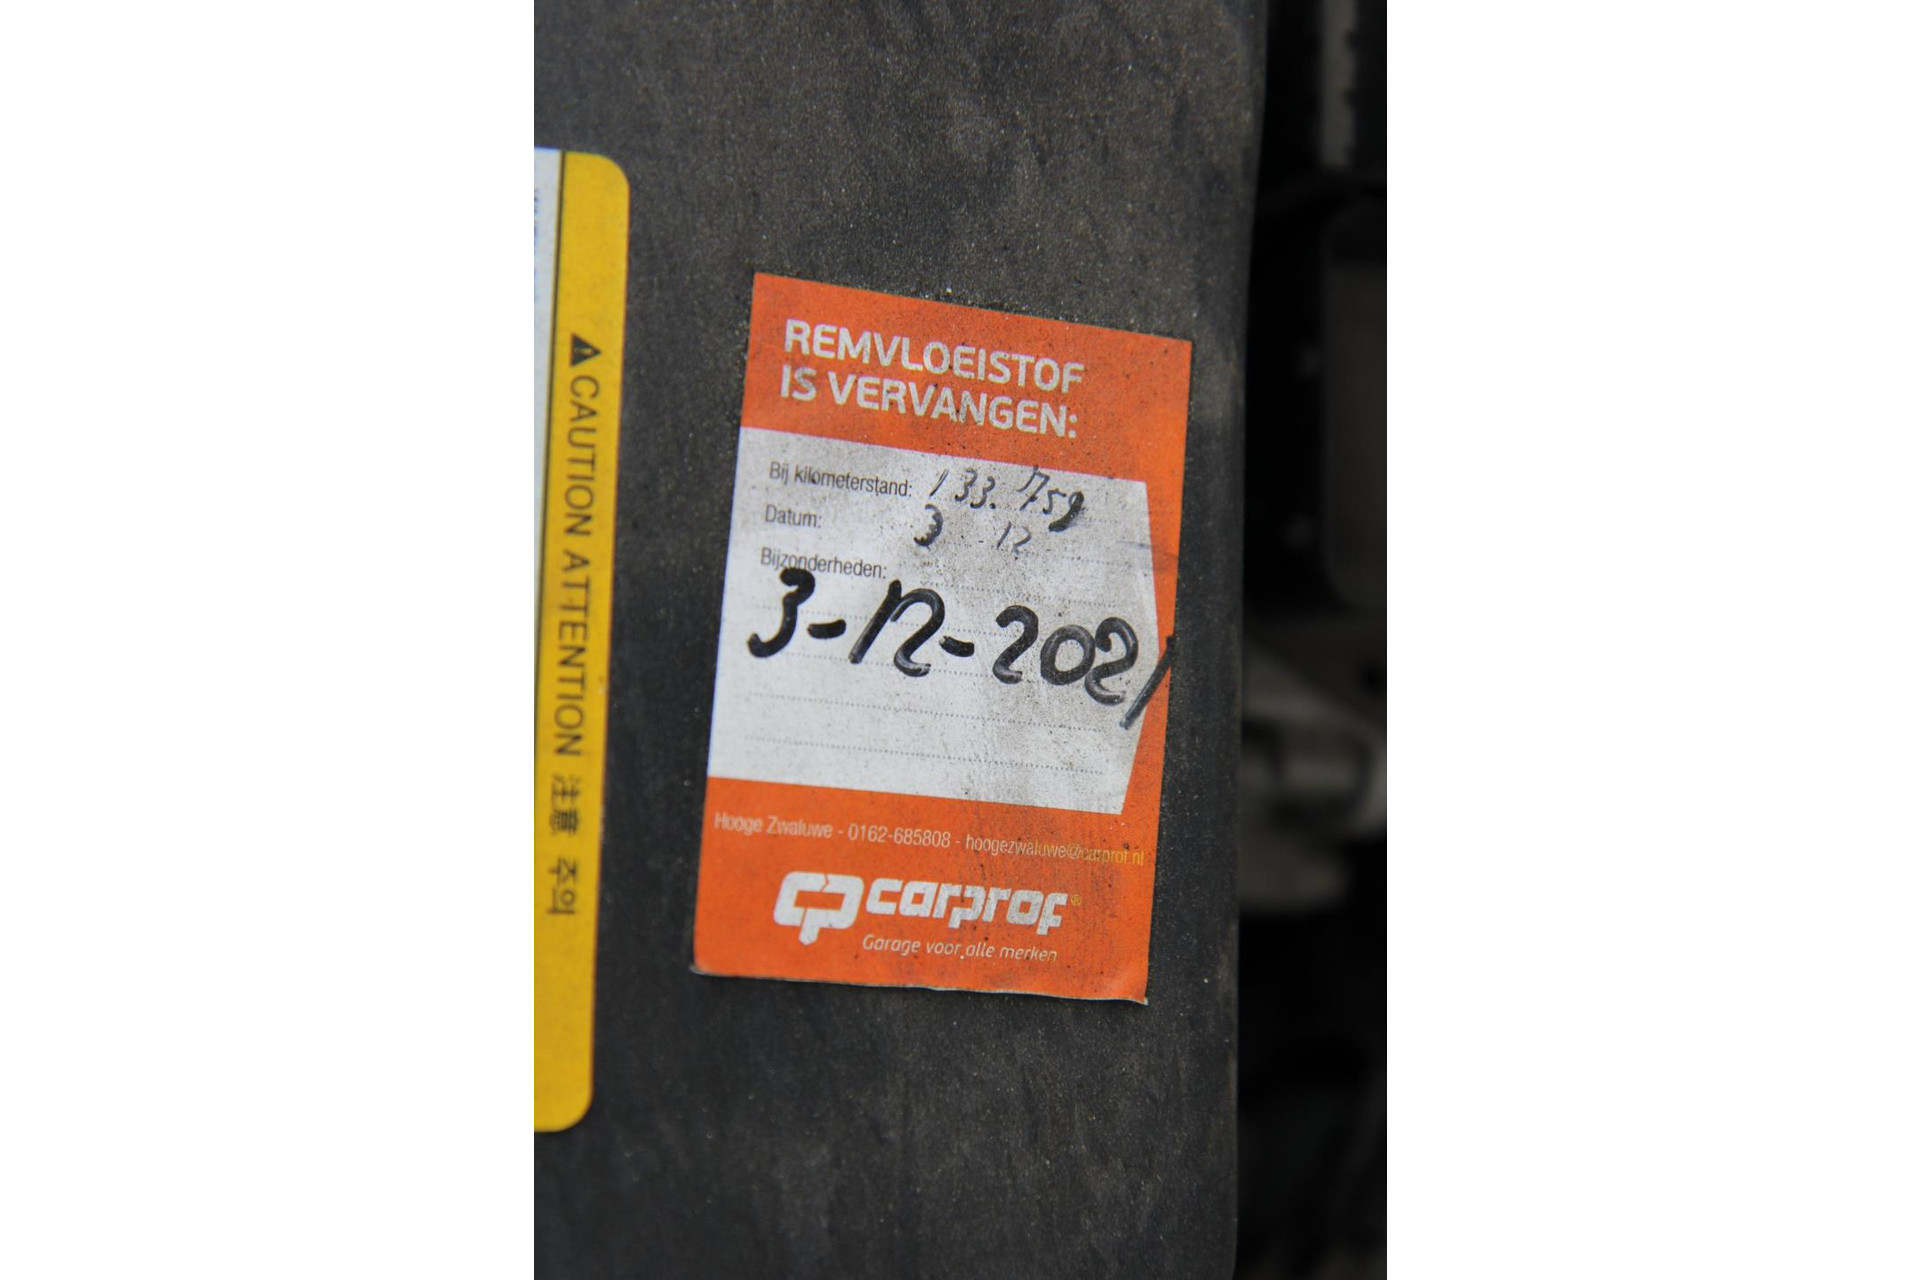 REMVLOEISTOF
IS VERVANGEN:
Bij kilometerstand: 133.759
Datum: 3 12
Bijzonderheden:
3-12-2021
Hooge Zwaluwe - 0162-685808 - hoogezwaluwe@carprof.nl
CP carprof®
Garage voor alle merken
⚠CAUTION ATTENTION 注意 주의